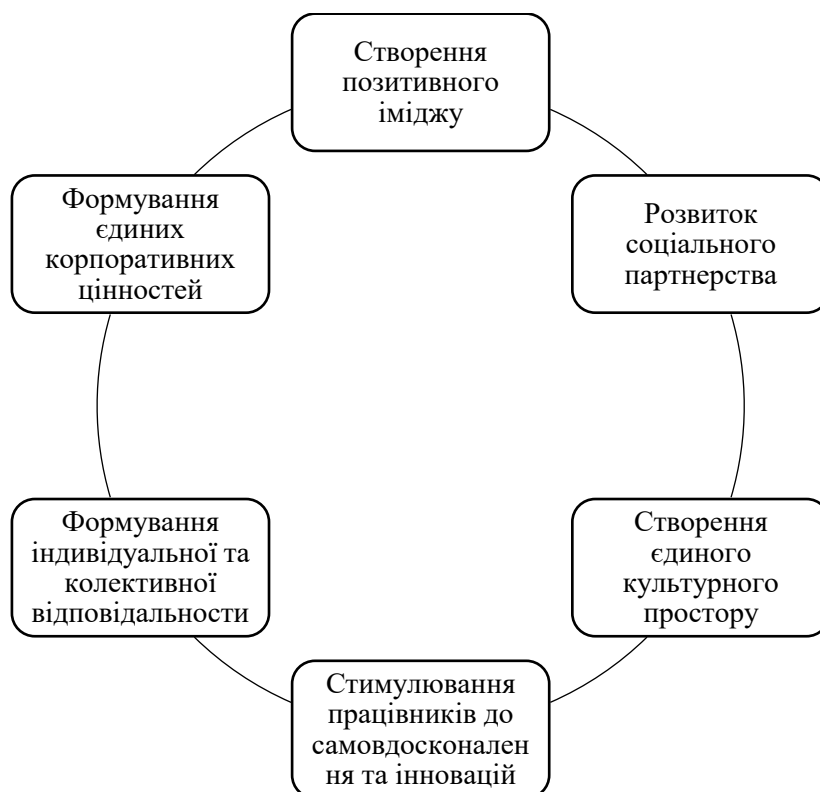 Створення
позитивного
іміджу
Розвиток
соціального
партнерства
Створення
єдиного
культурного
простору
Стимулювання
працівників до
самовдосконален
ня та інновацій
Формування
індивідуальної та
колективної
відповідальности
Формування
єдиних
корпоративних
цінностей